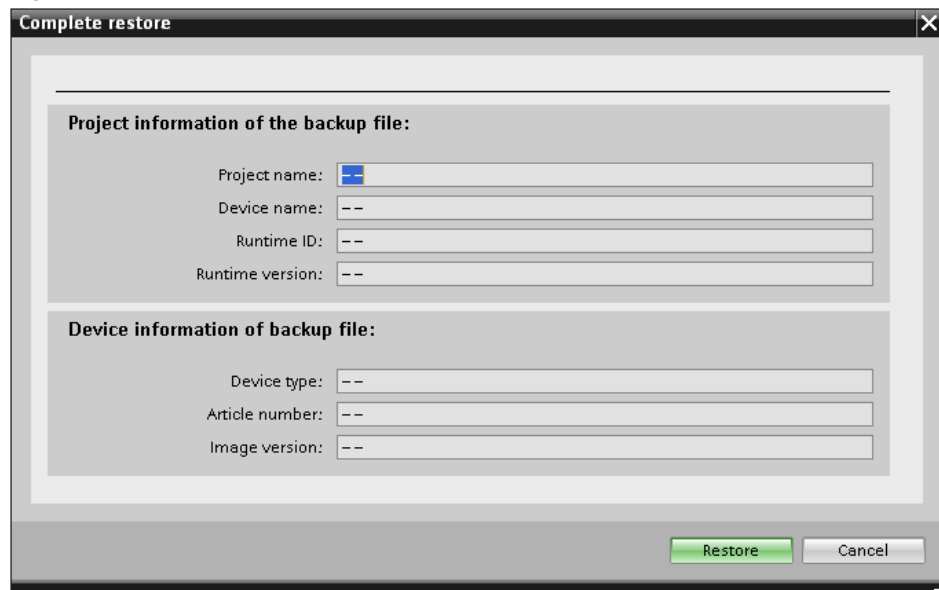 Complete restore
Project information of the backup file:
Project name: --
Device name: --
Runtime ID: --
Runtime version: --
Device information of backup file:
Device type: --
Article number: --
Image version: --
Restore Cancel